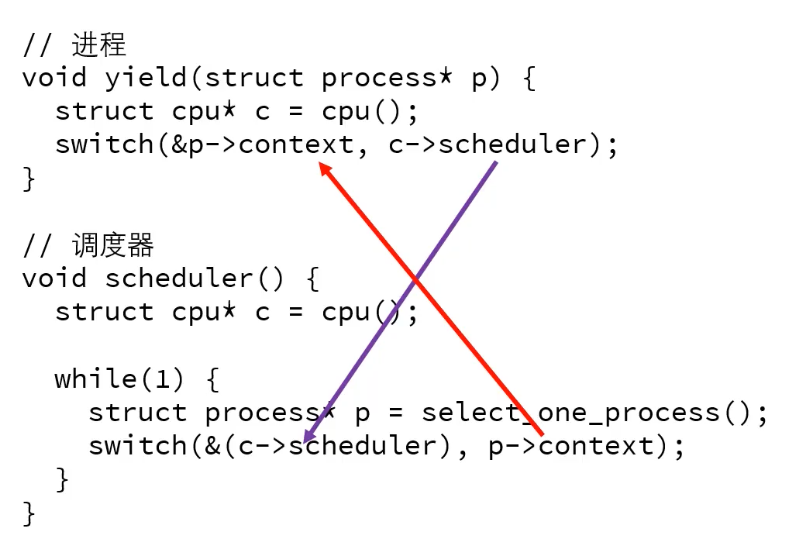 // 进程
void yield(struct process* p) {
  struct cpu* c = cpu();
  switch(&p->context, c->scheduler);
}
// 调度器
void scheduler() {
  struct cpu* c = cpu();
  while(1) {
    struct process* p = select_one_process();
    switch(&(c->scheduler), p->context);
  }
}